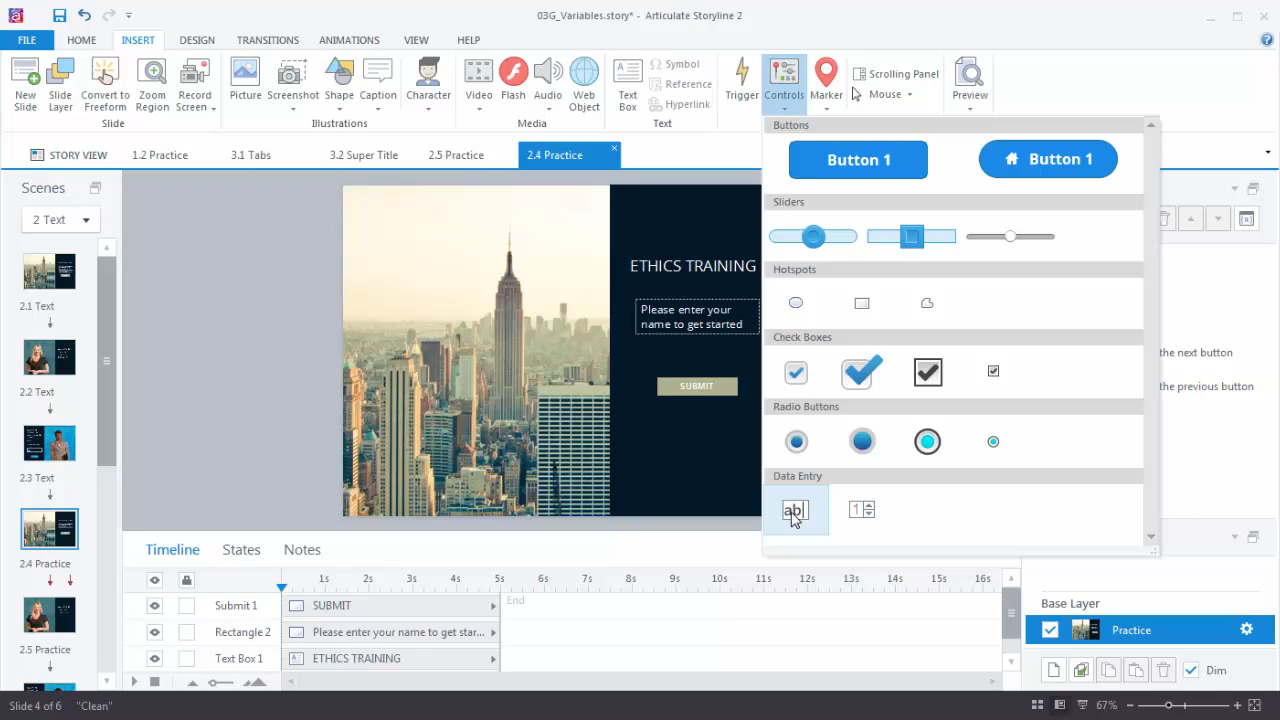 03G_Variables.story* - Articulate Storyline 2
FILE
HOME
INSERT
DESIGN
TRANSITIONS
ANIMATIONS
VIEW
HELP
New Slide
Slide Layer
Convert to Freeform
Zoom Region
Record Screen
Picture
Screenshot
Shape
Caption
Character
Video
Flash
Audio
Web Object
Text Box
Symbol
Reference
Hyperlink
Trigger
Controls
Marker
Scrolling Panel
Mouse
Preview
Slide
Illustrations
Media
Text
STORY VIEW
1.2 Practice
3.1 Tabs
3.2 Super Title
2.5 Practice
2.4 Practice
Buttons
Button 1
Button 1
Sliders
Hotspots
Check Boxes
Radio Buttons
Data Entry
abl
1
Scenes
2 Text
2.1 Text
2.2 Text
2.3 Text
2.4 Practice
2.5 Practice
ETHICS TRAINING
Please enter your
name to get started
SUBMIT
the next button
the previous button
Timeline
States
Notes
1s 2s 3s 4s 5s 6s 7s 8s 9s 10s 11s 12s 13s 14s 15s 16s
Submit 1
SUBMIT
End
Rectangle 2
Please enter your name to get star...
Text Box 1
ETHICS TRAINING
Base Layer
Practice
Dim
Slide 4 of 6
"Clean"
67%